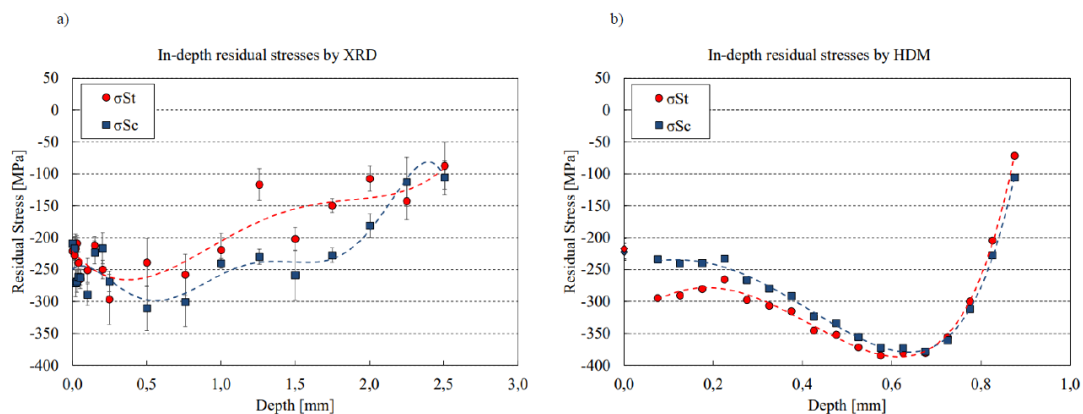 a)
In-depth residual stresses by XRD
50
0
-50
-100
-150
-200
-250
-300
-350
-400
Residual Stress [MPa]
σSt
σSc
0,0 0,5 1,0 1,5 2,0 2,5 3,0
Depth [mm]
b)
In-depth residual stresses by HDM
50
0
-50
-100
-150
-200
-250
-300
-350
-400
Residual Stress [MPa]
σSt
σSc
0,0 0,2 0,4 0,6 0,8 1,0
Depth [mm]